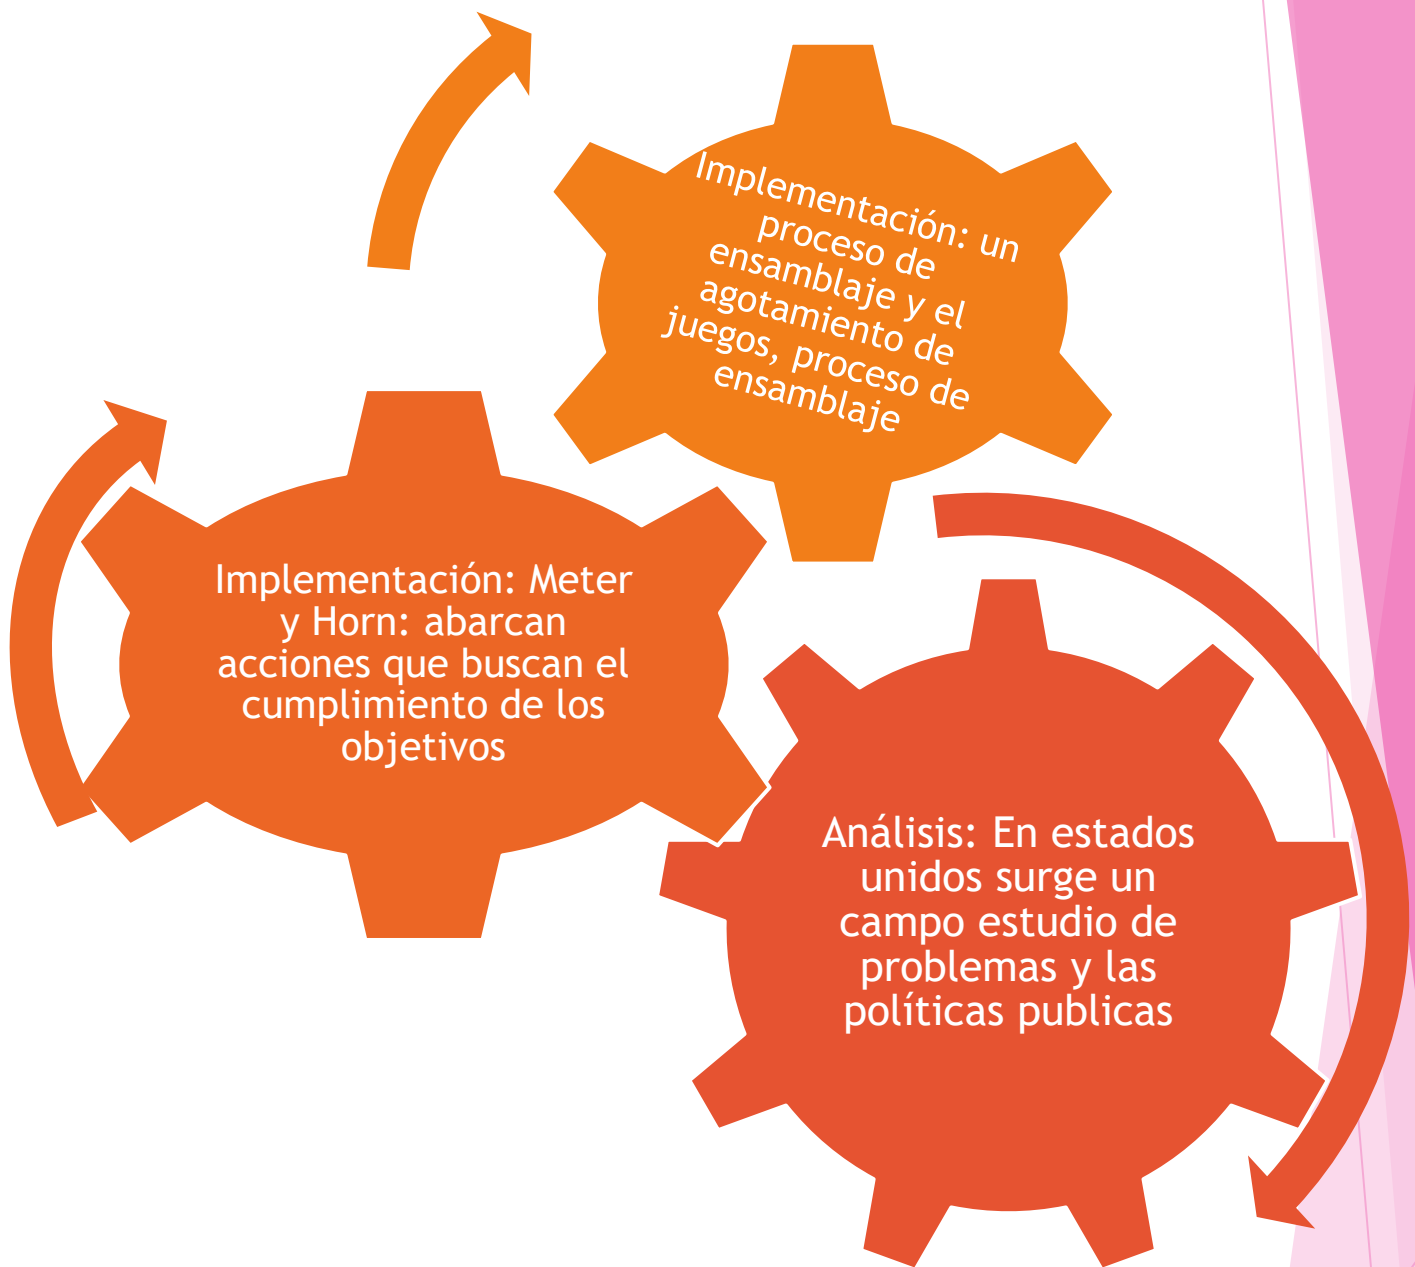 Implementación: un
proceso de
ensamblaje y el
agotamiento de
juegos, proceso de
ensamblaje
Implementación: Meter
y Horn: abarcan
acciones que buscan el
cumplimiento de los
objetivos
Análisis: En estados
unidos surge un
campo estudio de
problemas y las
políticas publicas